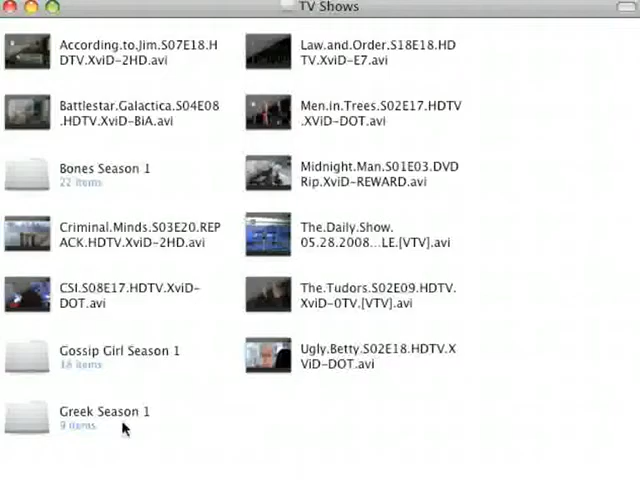 TV Shows
According.to.Jim.S07E18.H
DTV.XviD-2HD.avi
Battlestar.Galactica.S04E08
.HDTV.XviD-BiA.avi
Bones Season 1
22 items
Criminal.Minds.S03E20.REP
ACK.HDTV.XviD-2HD.avi
CSI.S08E17.HDTV.XviD-
DOT.avi
Gossip Girl Season 1
18 items
Greek Season 1
9 items
Law.and.Order.S18E18.HD
TV.XviD-E7.avi
Men.in.Trees.S02E17.HDTV
.XViD-DOT.avi
Midnight.Man.S01E03.DVD
Rip.XviD-REWARD.avi
The.Daily.Show.
05.28.2008...LE.[VTV].avi
The.Tudors.S02E09.HDTV.
XviD-0TV.[VTV].avi
Ugly.Betty.S02E18.HDTV.X
ViD-DOT.avi